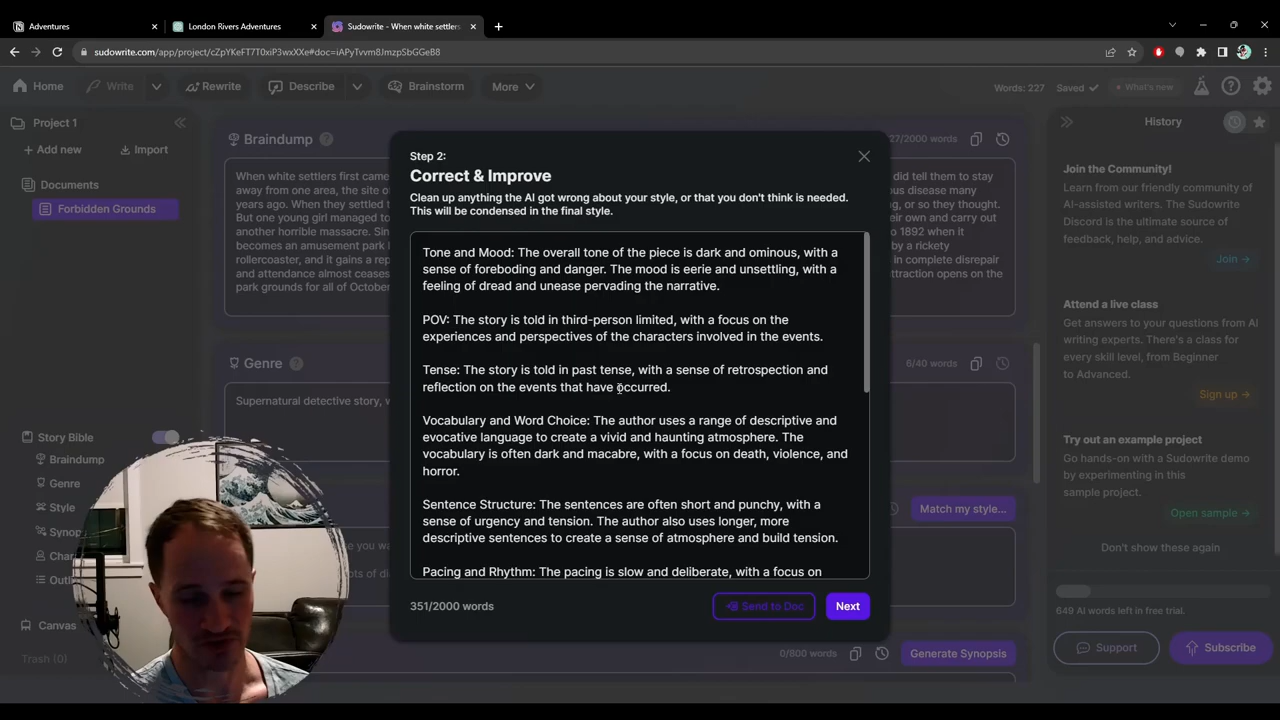 Adventures
London Rivers Adventures
Sudowrite - When white settlers
sudowrite.com/app/project/cZpYKeFT7T0xiP3wxXXe#doc=iAPyTvvm8JmzpSbGGeB8
Home
Write
Rewrite
Describe
Brainstorm
More
Words: 227
Saved
What's new
Project 1
Add new
Import
Documents
Forbidden Grounds
Story Bible
Braindump
Genre
Style
Outli
Canvas
Trash (0)
Braindump
27/2000 words
When white settlers first came
away from one area, the site o
years ago. When they settled t
But one young girl managed to
another horrible massacre. Sin
becomes an amusement park
rollercoaster, and it gains a rep
and attendance almost ceases
park grounds for all of October
did tell them to stay
ous disease many
ng, or so they thought.
eir own and carry out
to 1892 when it
by a rickety
in complete disrepair
ttraction opens on the
Genre
6/40 words
Supernatural detective story, v
Match my style...
e you wa
ots of di
0/800 words
Generate Synopsis
Step 2:
Correct & Improve
Clean up anything the AI got wrong about your style, or that you don't think is needed.
This will be condensed in the final style.
Tone and Mood: The overall tone of the piece is dark and ominous, with a
sense of foreboding and danger. The mood is eerie and unsettling, with a
feeling of dread and unease pervading the narrative.
POV: The story is told in third-person limited, with a focus on the
experiences and perspectives of the characters involved in the events.
Tense: The story is told in past tense, with a sense of retrospection and
reflection on the events that have occurred.
Vocabulary and Word Choice: The author uses a range of descriptive and
evocative language to create a vivid and haunting atmosphere. The
vocabulary is often dark and macabre, with a focus on death, violence, and
horror.
Sentence Structure: The sentences are often short and punchy, with a
sense of urgency and tension. The author also uses longer, more
descriptive sentences to create a sense of atmosphere and build tension.
Pacing and Rhythm: The pacing is slow and deliberate, with a focus on
351/2000 words
Send to Doc
Next
History
Join the Community!
Learn from our friendly community of
AI-assisted writers. The Sudowrite
Discord is the ultimate source of
feedback, help, and advice.
Join →
Attend a live class
Get answers to your questions from AI
writing experts. There's a class for
every skill level, from Beginner
to Advanced.
Sign up →
Try out an example project
Go hands-on with a Sudowrite demo
by experimenting in this
sample project.
Open sample →
Don't show these again
649 AI words left in free trial.
Support
Subscribe